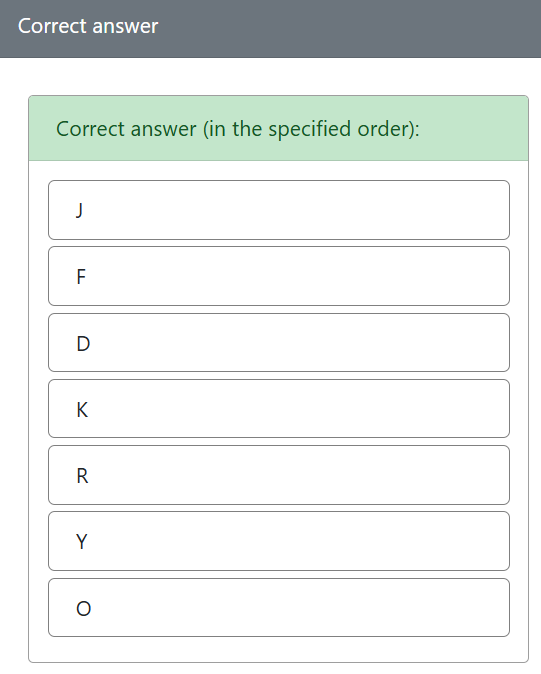 Correct answer
Correct answer (in the specified order):
J
F
D
K
R
Y
O